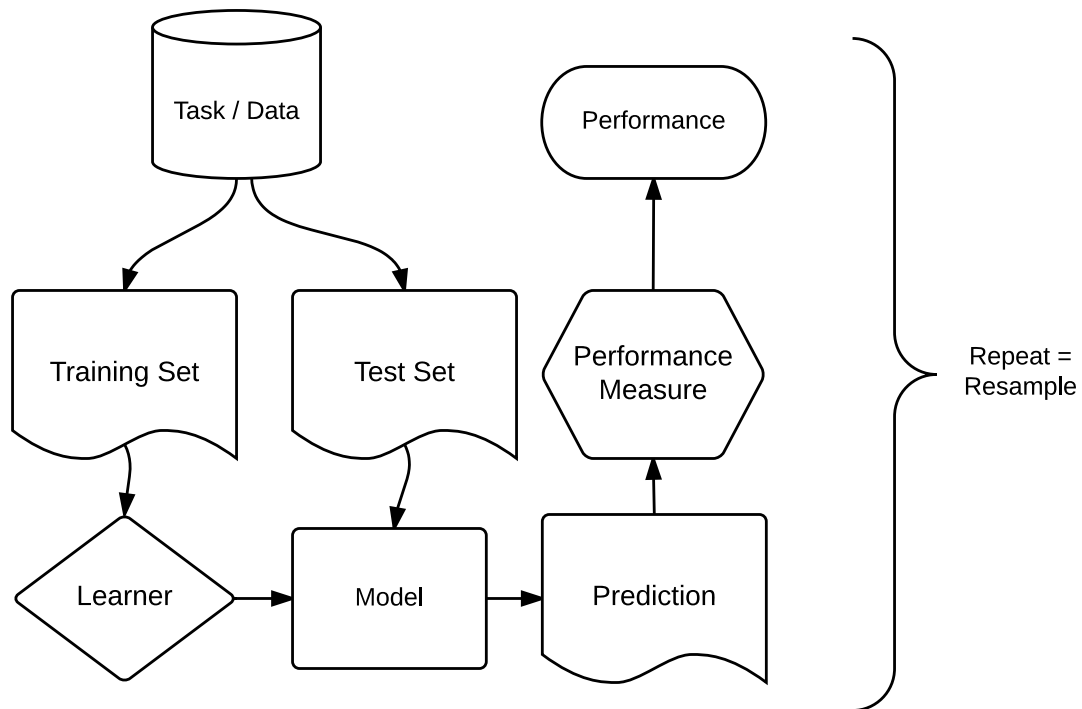 Task / Data
Performance
Training Set
Test Set
Performance
Measure
Repeat =
Resample
Learner
Model
Prediction